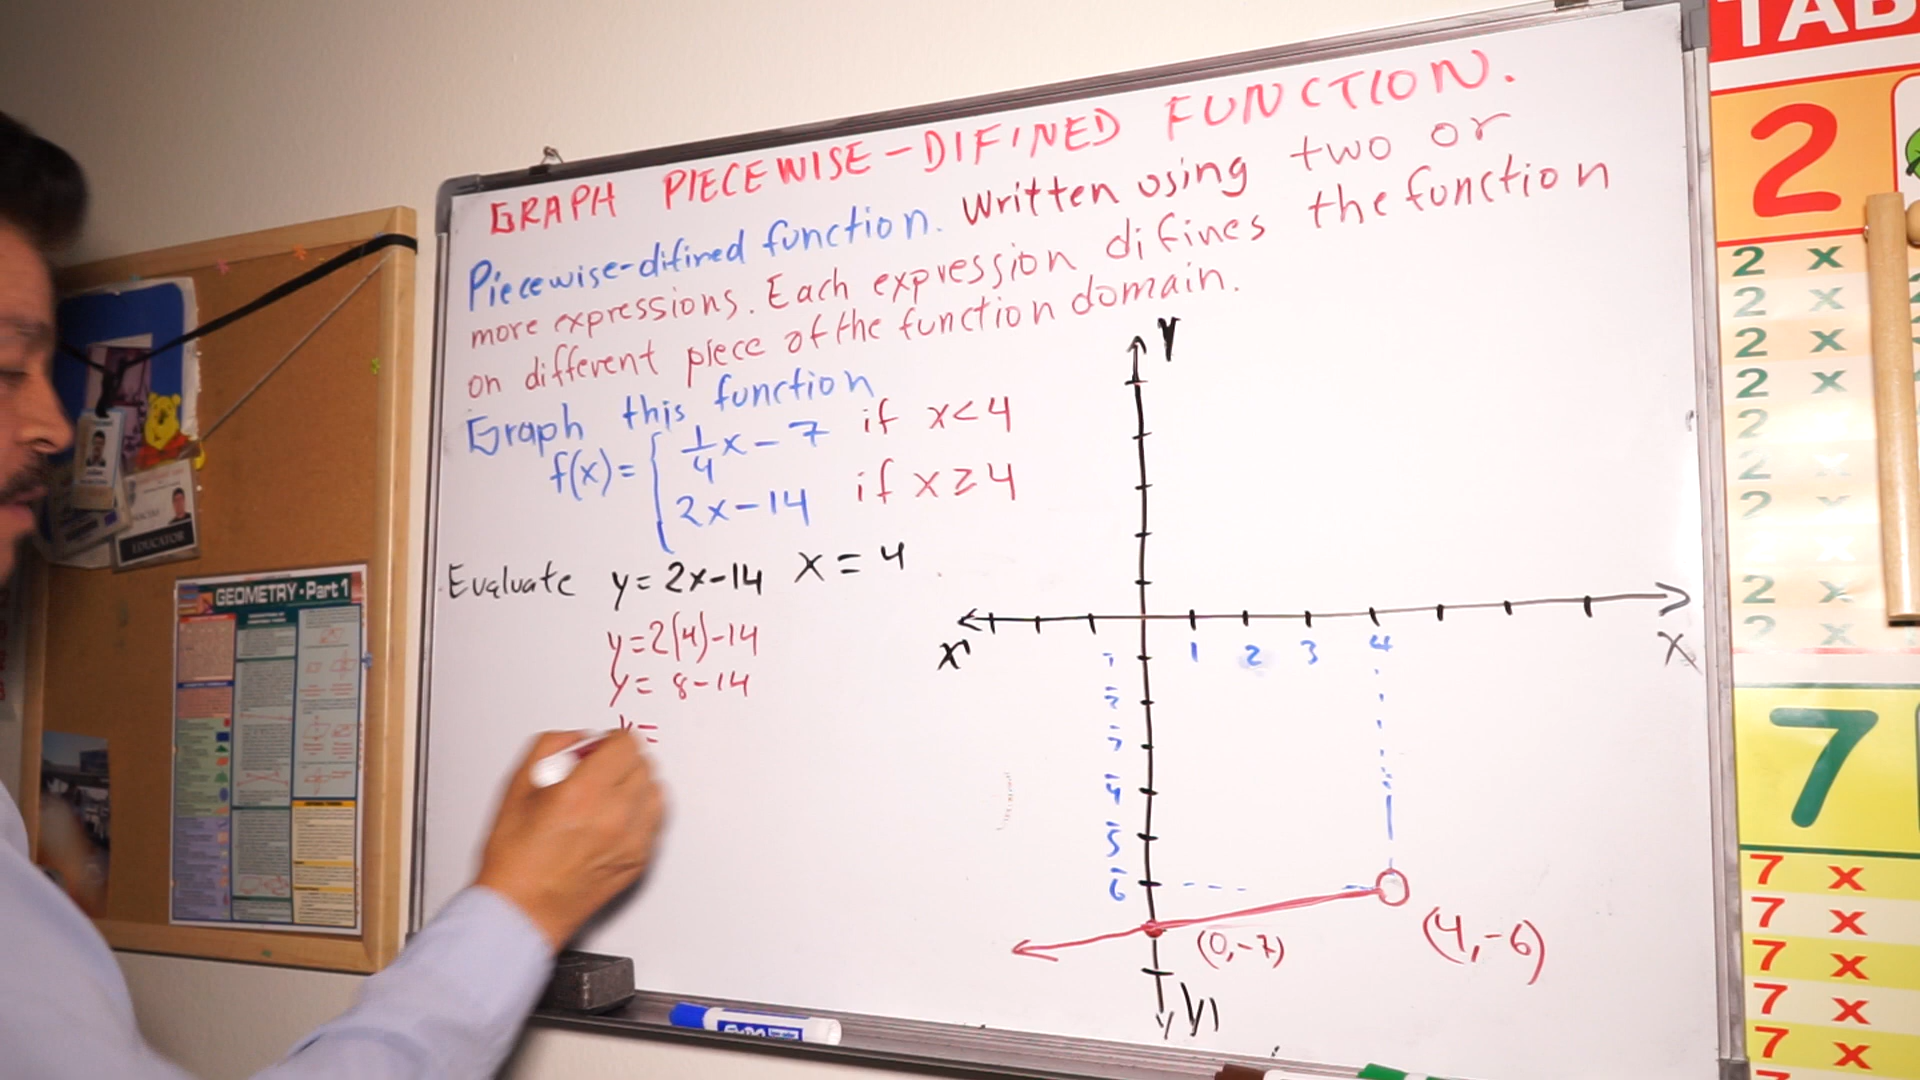 GRAPH PIECEWISE-DIFINED FUNCTION.
Piecewise-difined function. Written using two or
more expressions. Each expression difines the function
on different piece of the function domain.
Graph this function
f(x) = { 1/4 x - 7 if x < 4
2x - 14 if x ≥ 4
Evaluate y = 2x - 14 x = 4
y = 2(4) - 14
y = 8 - 14
y =
Y
X' X
1 2 3 4
-4
-5
-6
(0,-7)
(4,-6)
Y'
GEOMETRY • Part 1
EDUCATOR
EXPO
TAB
2
2 X
2 X
2 X
2 X
2
2
2
2 X
2 X
7
7 X
7 X
7 X
7 X
7 X